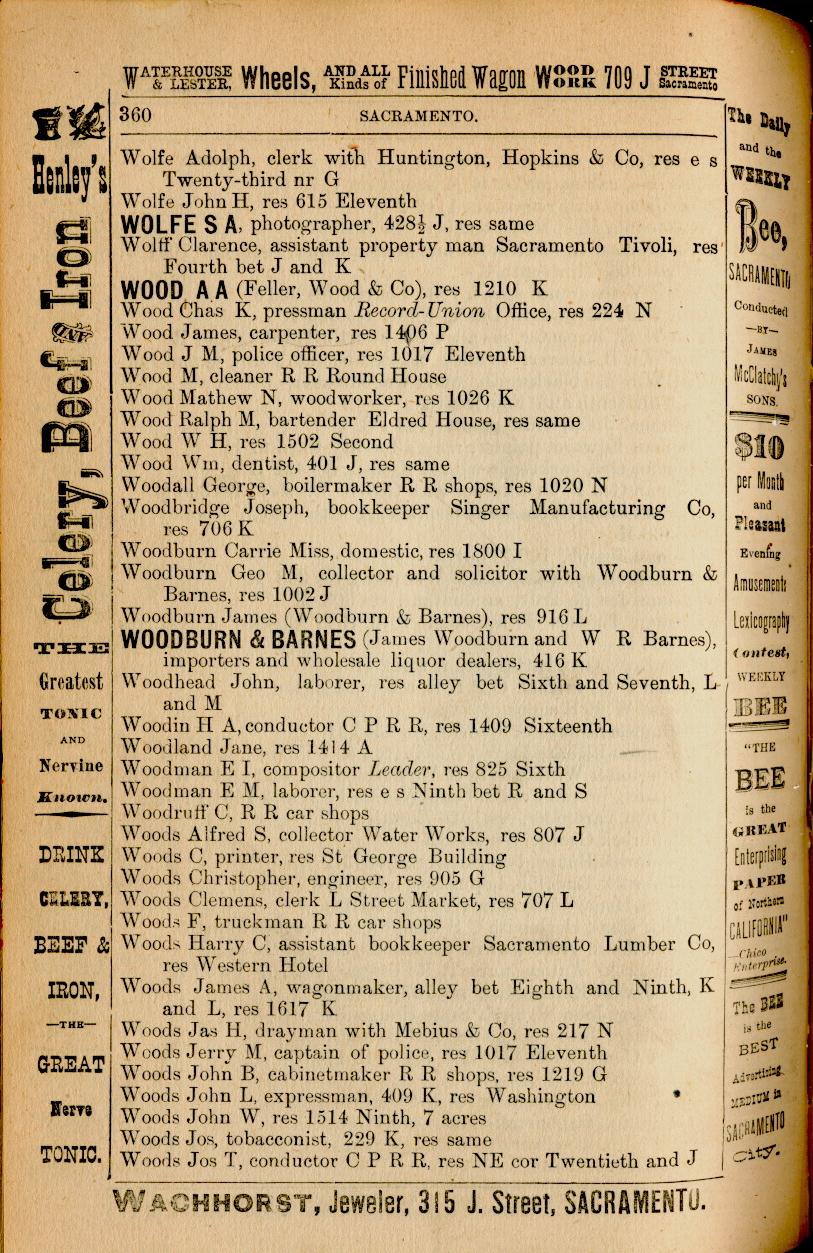 WATERHOUSE & LESTER, Wheels, AND ALL Kinds of Finished Wagon WOOD WORK 709 J STREET Sacramento
360 SACRAMENTO.
Wolfe Adolph, clerk with Huntington, Hopkins & Co, res e s
Twenty-third nr G
Wolfe John H, res 615 Eleventh
WOLFE S A, photographer, 428½ J, res same
Wolff Clarence, assistant property man Sacramento Tivoli, res
Fourth bet J and K
WOOD A A (Feller, Wood & Co), res 1210 K
Wood Chas K, pressman Record-Union Office, res 224 N
Wood James, carpenter, res 1406 P
Wood J M, police officer, res 1017 Eleventh
Wood M, cleaner R R Round House
Wood Mathew N, woodworker, res 1026 K
Wood Ralph M, bartender Eldred House, res same
Wood W H, res 1502 Second
Wood Wm, dentist, 401 J, res same
Woodall George, boilermaker R R shops, res 1020 N
Woodbridge Joseph, bookkeeper Singer Manufacturing Co,
res 706 K
Woodburn Carrie Miss, domestic, res 1800 I
Woodburn Geo M, collector and solicitor with Woodburn &
Barnes, res 1002 J
Woodburn James (Woodburn & Barnes), res 916 L
WOODBURN & BARNES (James Woodburn and W R Barnes),
importers and wholesale liquor dealers, 416 K
Woodhead John, laborer, res alley bet Sixth and Seventh, L
and M
Woodin H A, conductor C P R R, res 1409 Sixteenth
Woodland Jane, res 1414 A
Woodman E I, compositor Leader, res 825 Sixth
Woodman E M, laborer, res e s Ninth bet R and S
Woodruff C, R R car shops
Woods Alfred S, collector Water Works, res 807 J
Woods C, printer, res St George Building
Woods Christopher, engineer, res 905 G
Woods Clemens, clerk L Street Market, res 707 L
Woods F, truckman R R car shops
Woods Harry C, assistant bookkeeper Sacramento Lumber Co,
res Western Hotel
Woods James A, wagonmaker, alley bet Eighth and Ninth, K
and L, res 1617 K
Woods Jas H, drayman with Mebius & Co, res 217 N
Woods Jerry M, captain of police, res 1017 Eleventh
Woods John B, cabinetmaker R R shops, res 1219 G
Woods John L, expressman, 409 K, res Washington
Woods John W, res 1514 Ninth, 7 acres
Woods Jos, tobacconist, 229 K, res same
Woods Jos T, conductor C P R R, res NE cor Twentieth and J
Henley's
Celery, Beef and Iron
THE
Greatest
TONIC
AND
Nervine
Known.
DRINK
CELERY,
BEEF &
IRON,
—THE—
GREAT
Nerve
TONIC.
The Daily
and the
WEEKLY
Bee,
SACRAMENTO
Conducted
—BY—
JAMES
McClatchy's
SONS.
$10
per Month
and
Pleasant
Evening
Amusement
Lexicography
Contest,
WEEKLY
BEE
"THE
BEE
is the
GREAT
Enterprising
PAPER
of Northern
CALIFORNIA"
—Chico
Enterprise.
The BEE
is the
BEST
Advertizing
MEDIUM in
SACRAMENTO
City.
WACHHORST, Jeweler, 315 J. Street, SACRAMENTO.